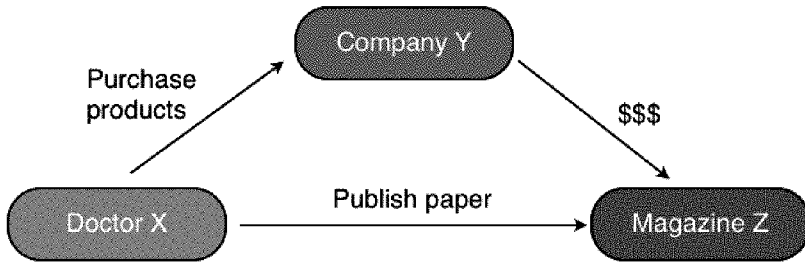 Company Y
Purchase
products
$$$
Publish paper
Doctor X
Magazine Z